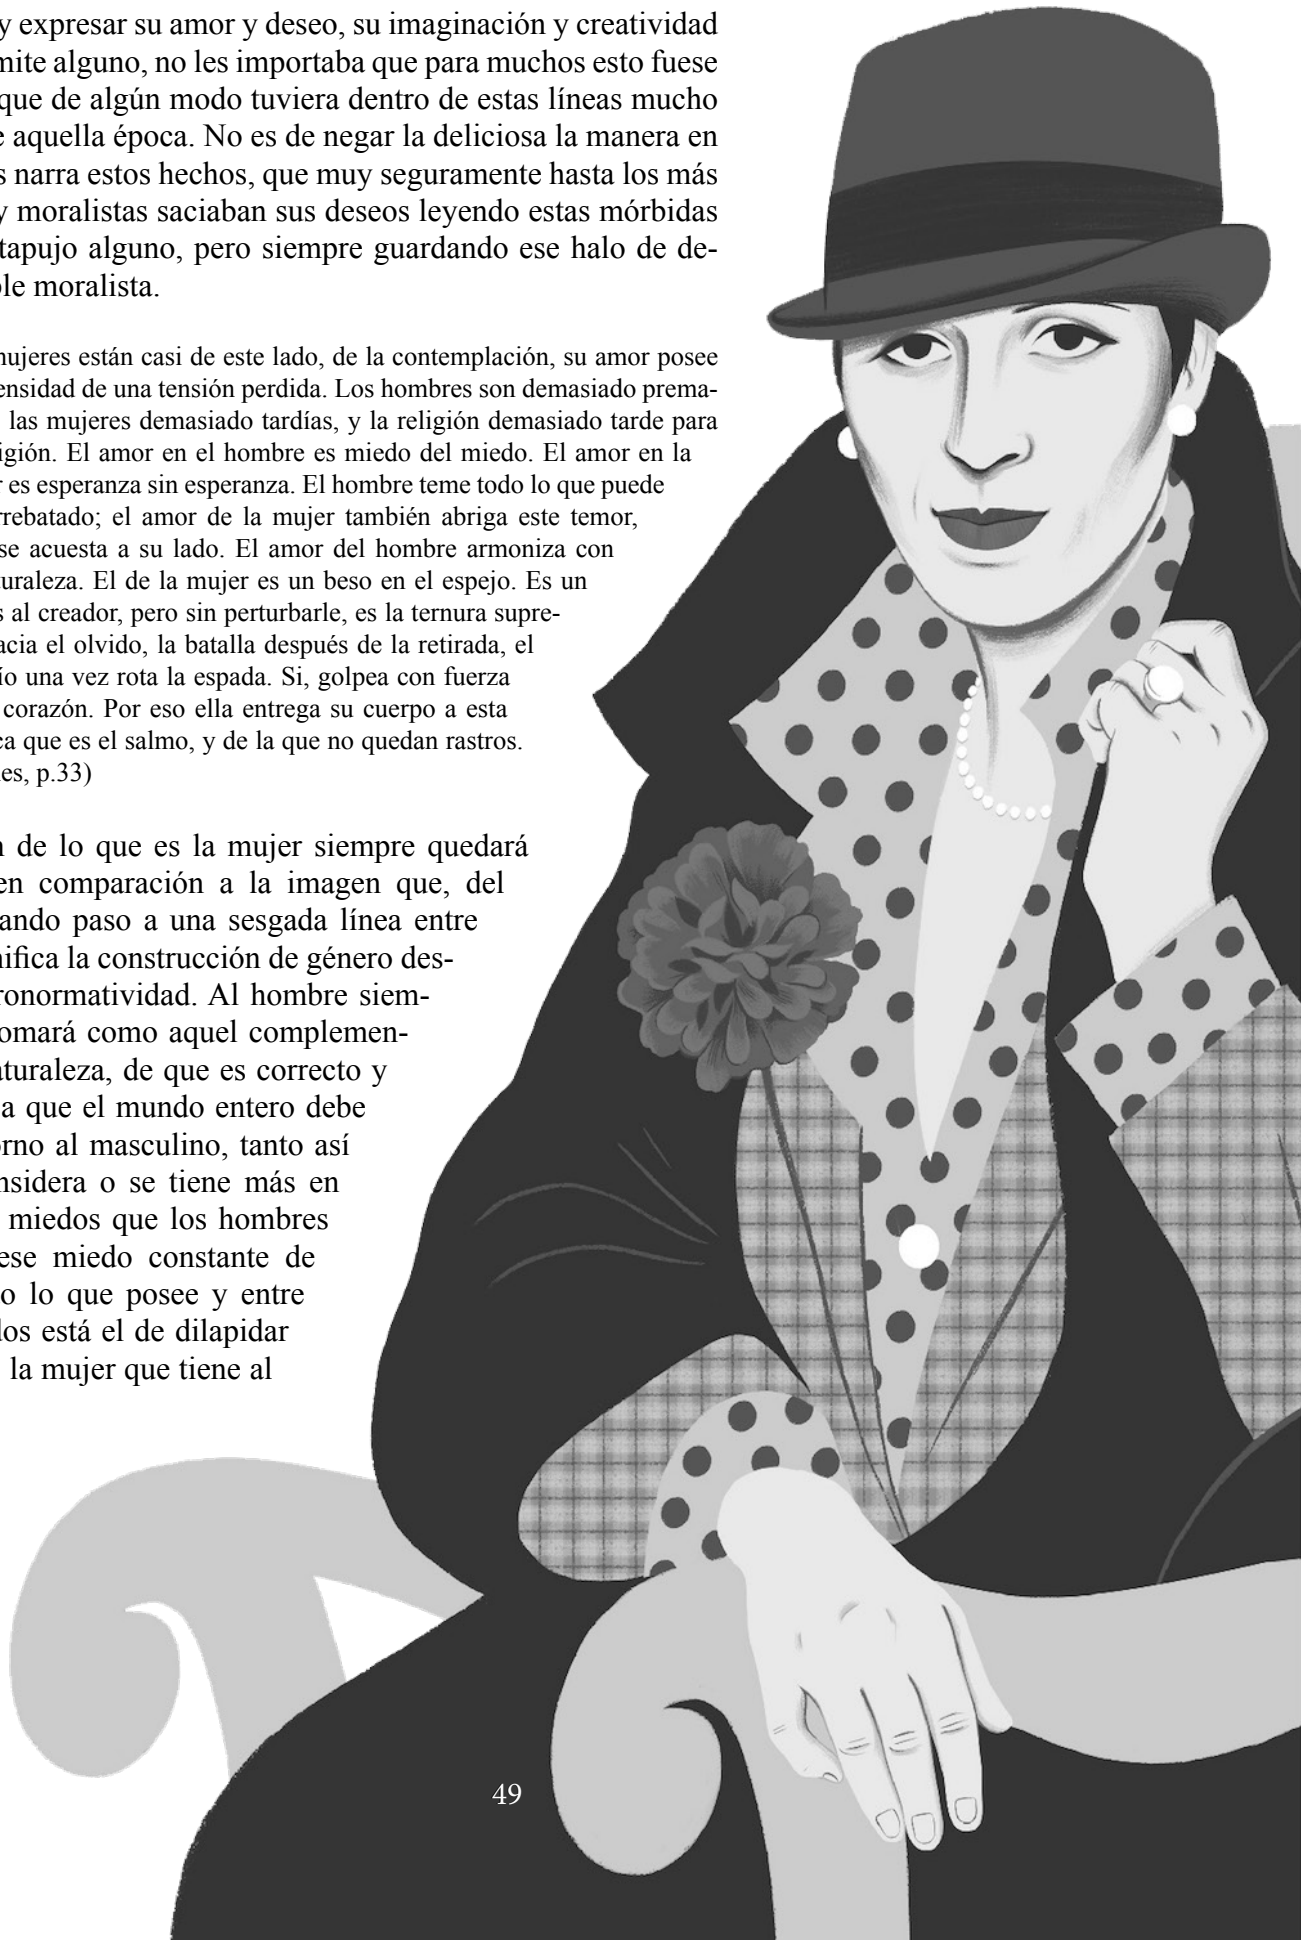 y expresar su amor y deseo, su imaginación y creatividad
mite alguno, no les importaba que para muchos esto fuese
que de algún modo tuviera dentro de estas líneas mucho
e aquella época. No es de negar la deliciosa la manera en
s narra estos hechos, que muy seguramente hasta los más
y moralistas saciaban sus deseos leyendo estas mórbidas
tapujo alguno, pero siempre guardando ese halo de de-
ble moralista.
mujeres están casi de este lado, de la contemplación, su amor posee
ensidad de una tensión perdida. Los hombres son demasiado prema-
las mujeres demasiado tardías, y la religión demasiado tarde para
igión. El amor en el hombre es miedo del miedo. El amor en la
r es esperanza sin esperanza. El hombre teme todo lo que puede
rrebatado; el amor de la mujer también abriga este temor,
se acuesta a su lado. El amor del hombre armoniza con
turaleza. El de la mujer es un beso en el espejo. Es un
s al creador, pero sin perturbarle, es la ternura supre-
acia el olvido, la batalla después de la retirada, el
ío una vez rota la espada. Si, golpea con fuerza
corazón. Por eso ella entrega su cuerpo a esta
ca que es el salmo, y de la que no quedan rastros.
es, p.33)
n de lo que es la mujer siempre quedará
en comparación a la imagen que, del
ando paso a una sesgada línea entre
nifica la construcción de género des-
ronormatividad. Al hombre siem-
omará como aquel complemen-
aturaleza, de que es correcto y
a que el mundo entero debe
orno al masculino, tanto así
nsidera o se tiene más en
miedos que los hombres
ese miedo constante de
o lo que posee y entre
dos está el de dilapidar
la mujer que tiene al
49